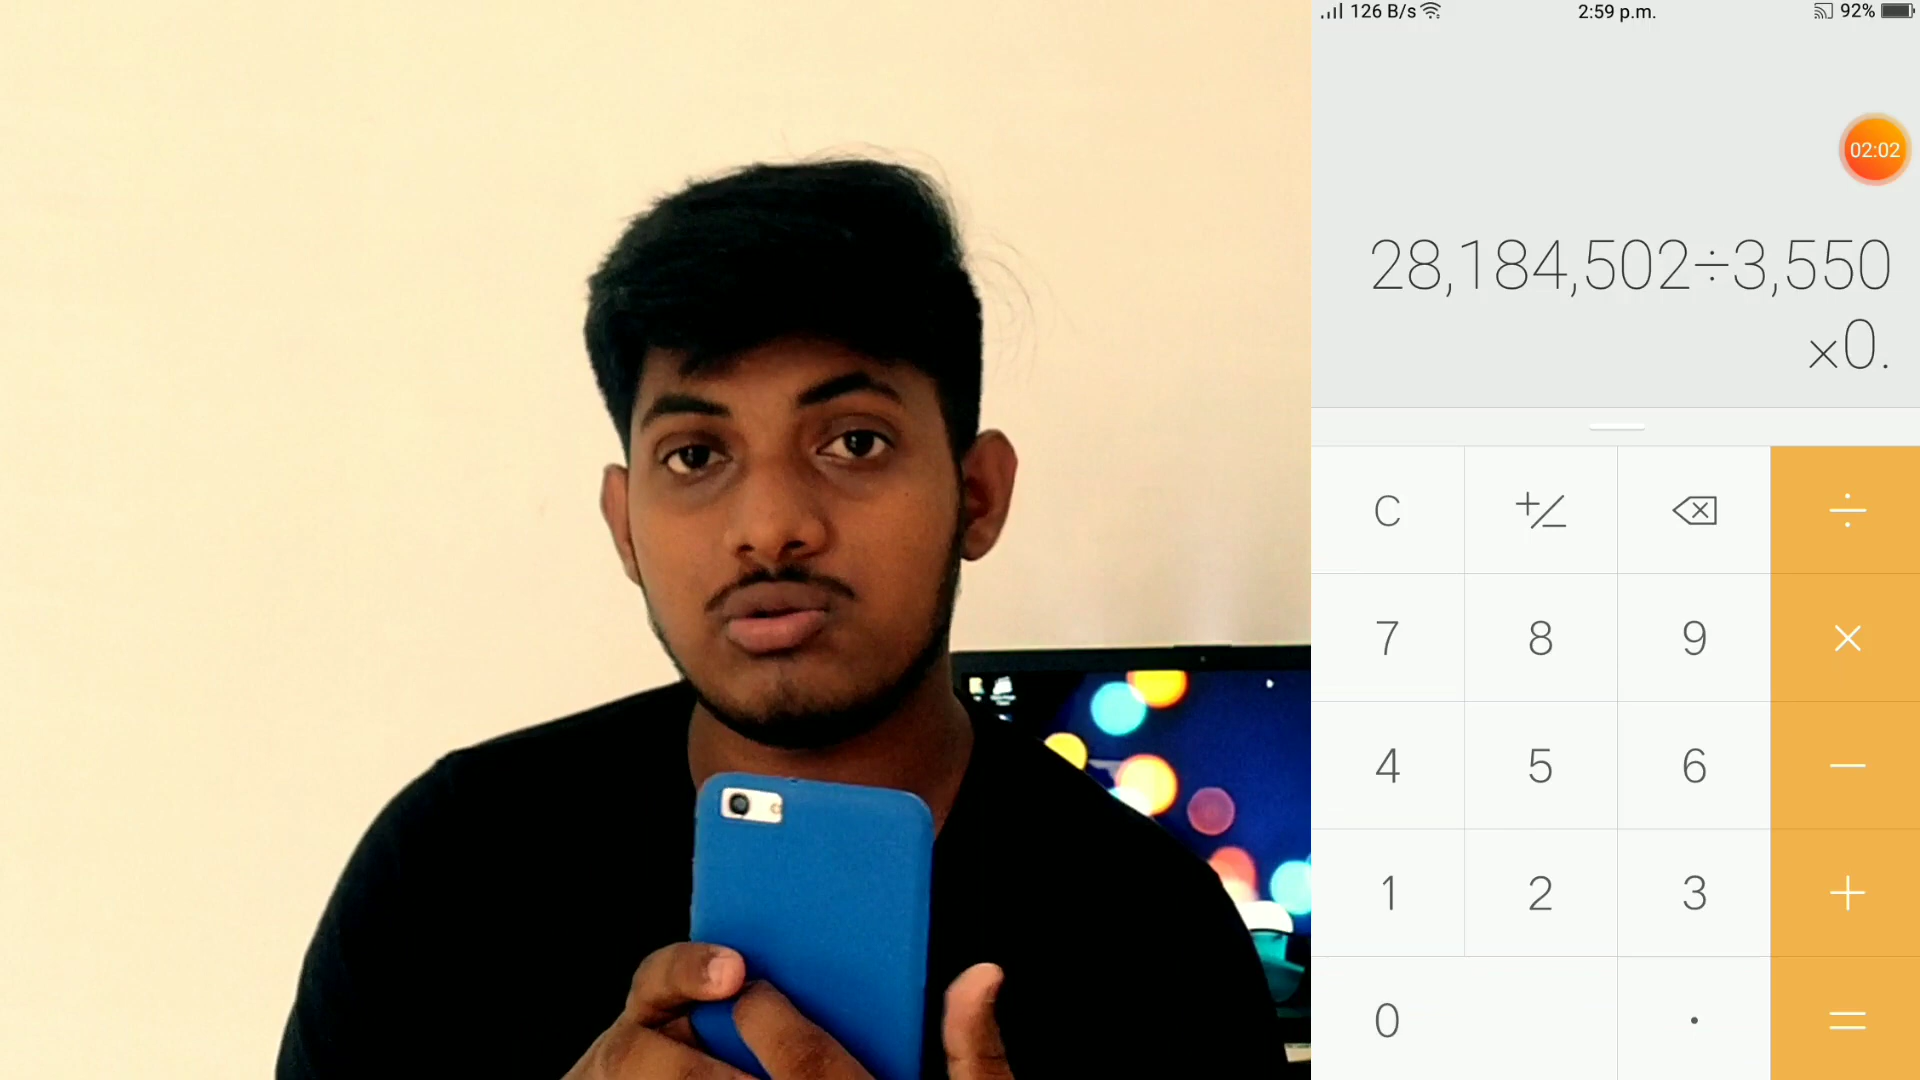 126 B/s 2:59 p.m. 92%
02:02
28,184,502÷3,550
×0.
C +/− ÷
7 8 9 ×
4 5 6 −
1 2 3 +
0 . =